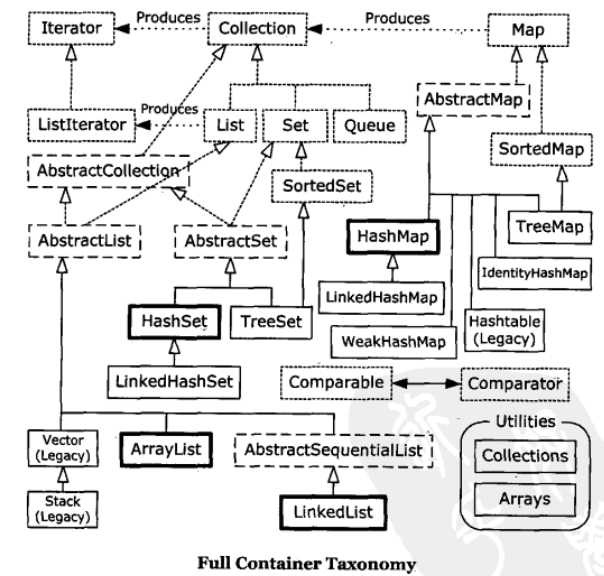 Iterator
Produces
Collection
Produces
Map
AbstractMap
ListIterator
Produces
List
Set
Queue
SortedMap
AbstractCollection
SortedSet
AbstractList
AbstractSet
HashMap
TreeMap
IdentityHashMap
LinkedHashMap
HashSet
TreeSet
WeakHashMap
Hashtable
(Legacy)
LinkedHashSet
Comparable
Comparator
Utilities
Vector
(Legacy)
ArrayList
AbstractSequentialList
Collections
Stack
(Legacy)
LinkedList
Arrays
Full Container Taxonomy